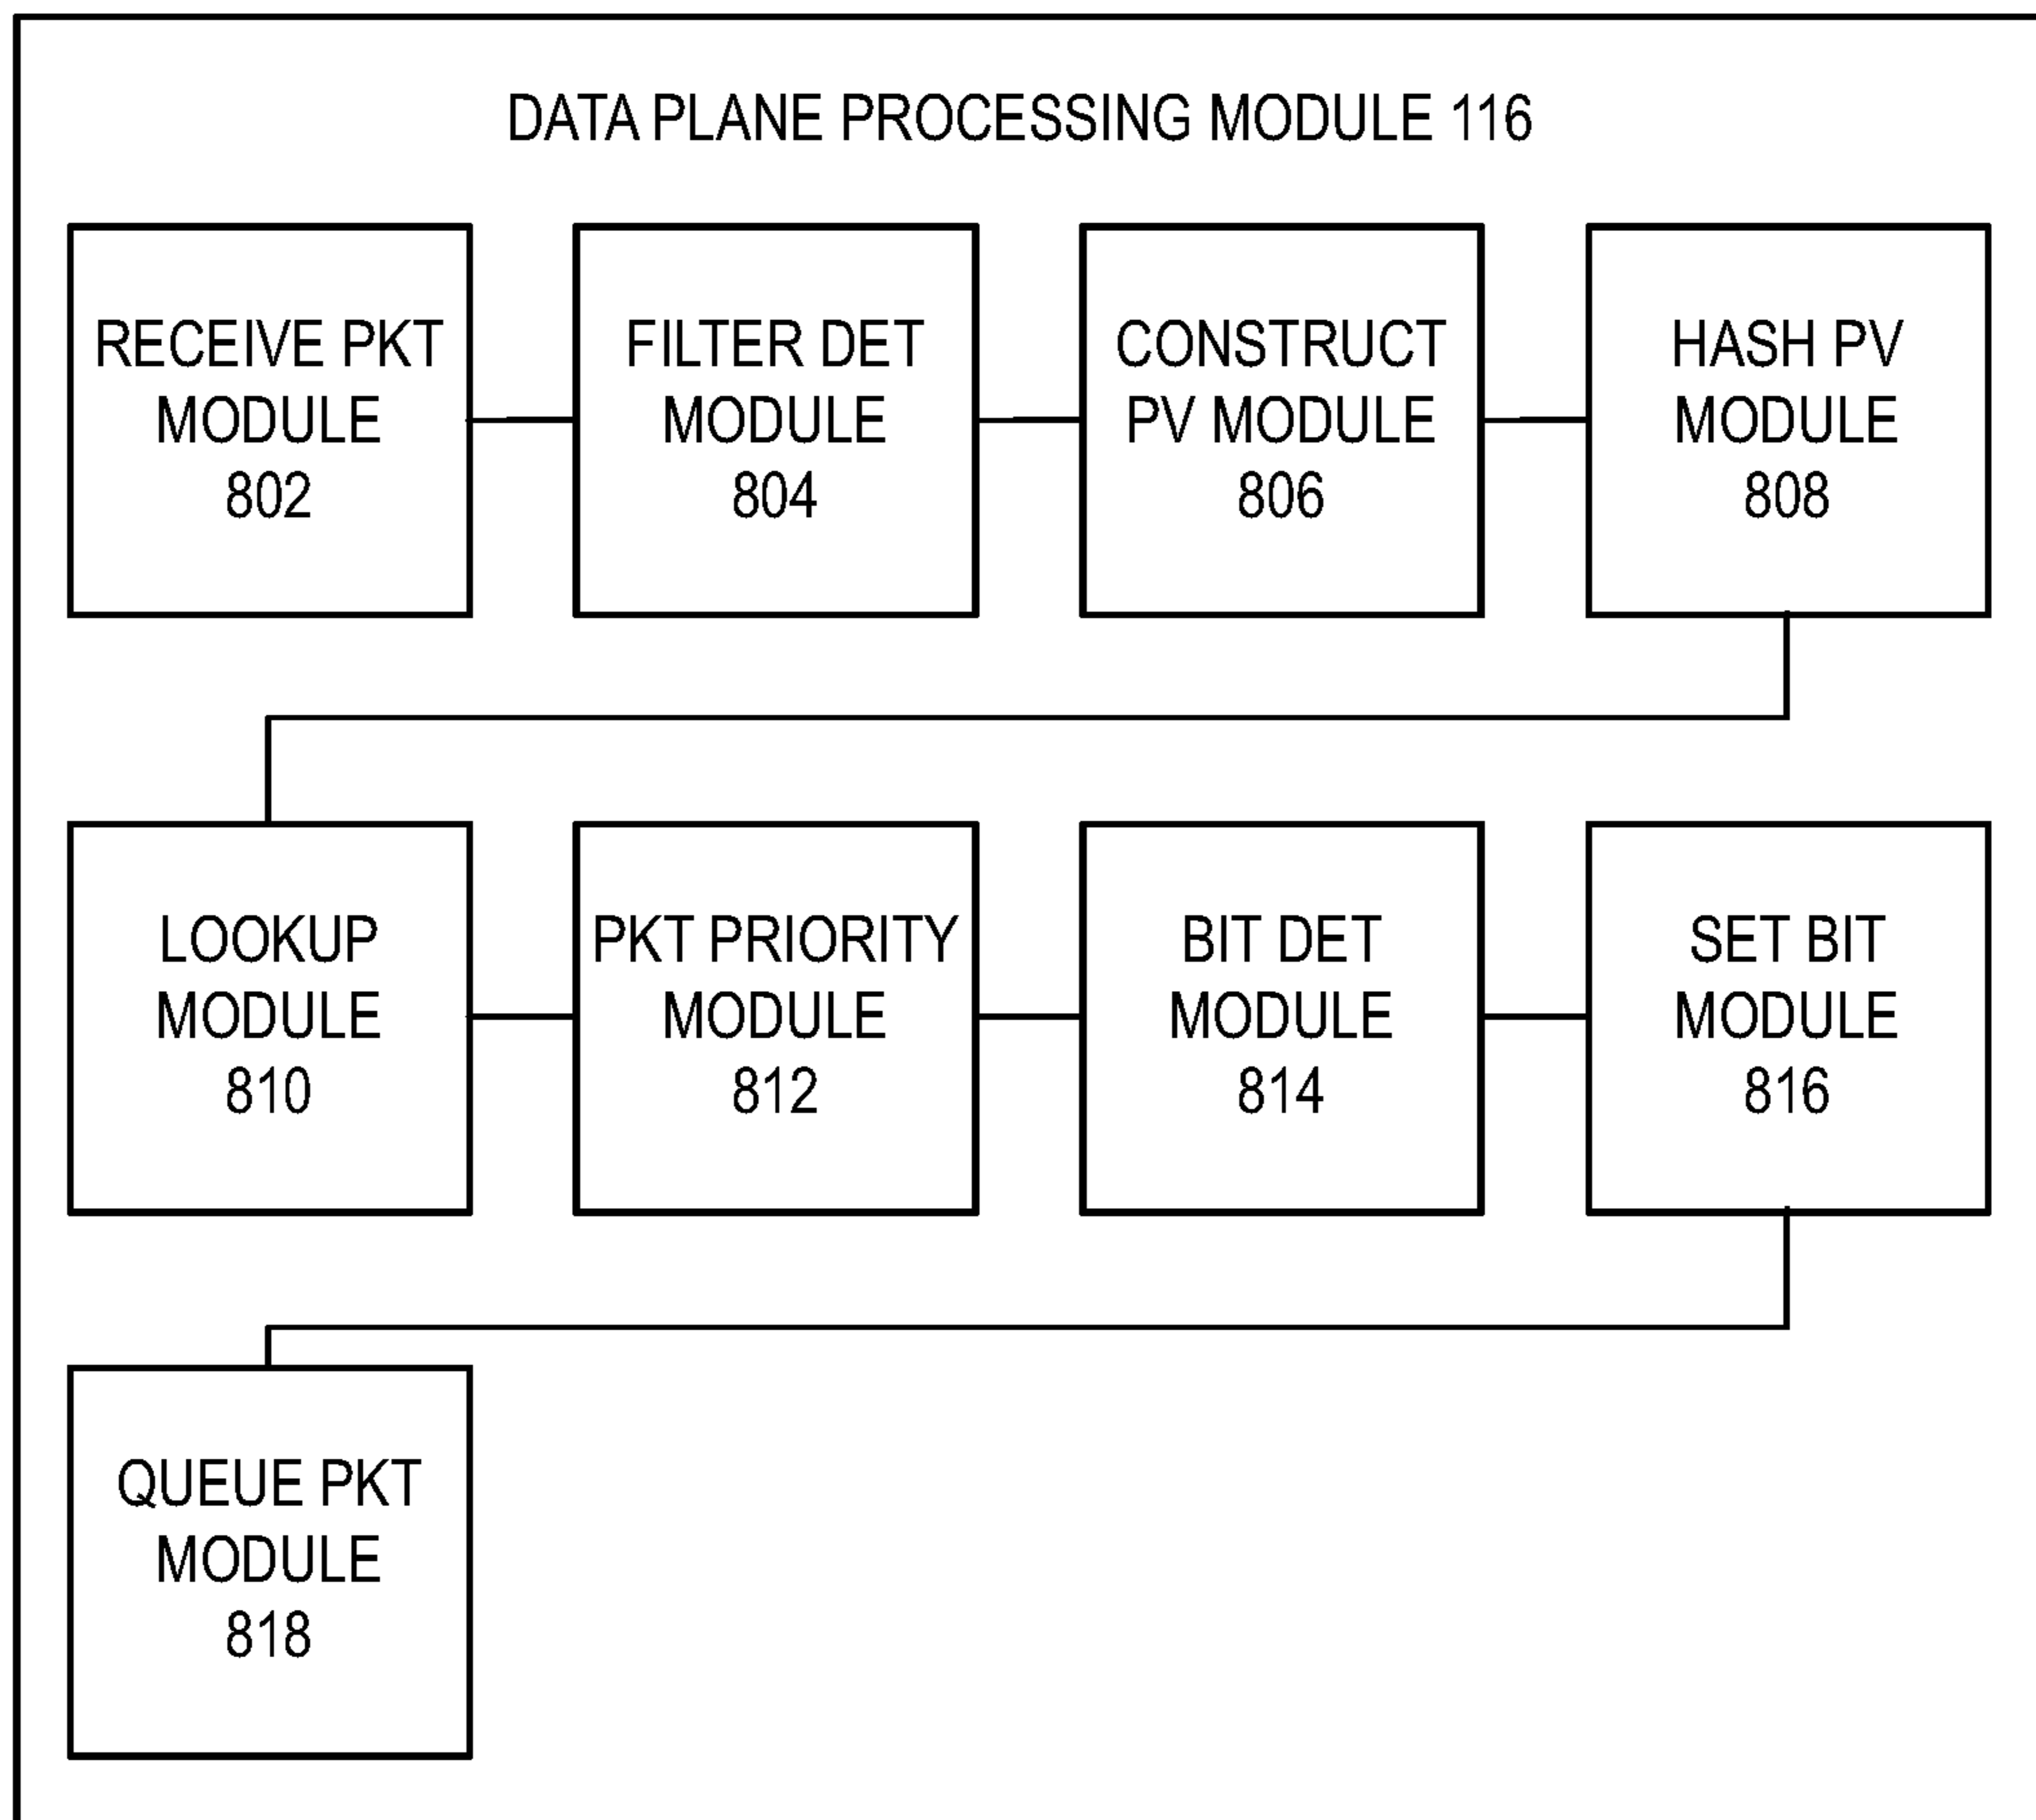 DATA PLANE PROCESSING MODULE 116
RECEIVE PKT
MODULE
802
FILTER DET
MODULE
804
CONSTRUCT
PV MODULE
806
HASH PV
MODULE
808
LOOKUP
MODULE
810
PKT PRIORITY
MODULE
812
BIT DET
MODULE
814
SET BIT
MODULE
816
QUEUE PKT
MODULE
818